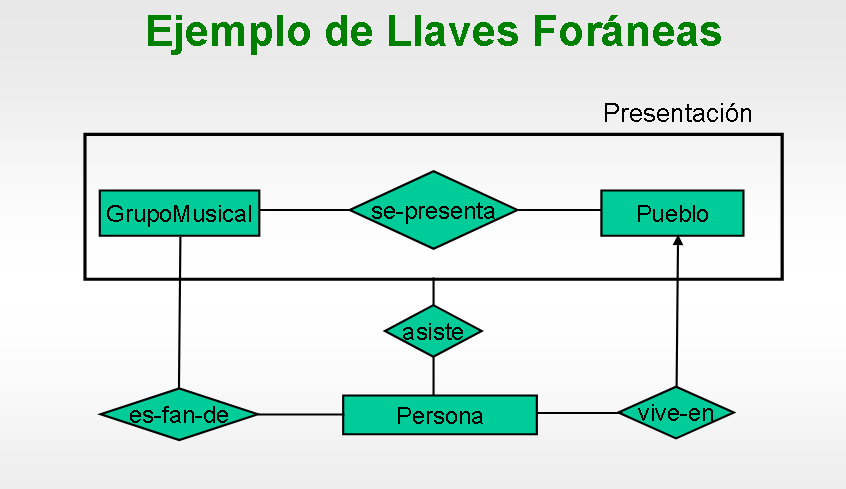 Ejemplo de Llaves Foráneas
Presentación
GrupoMusical
se-presenta
Pueblo
asiste
es-fan-de
Persona
vive-en